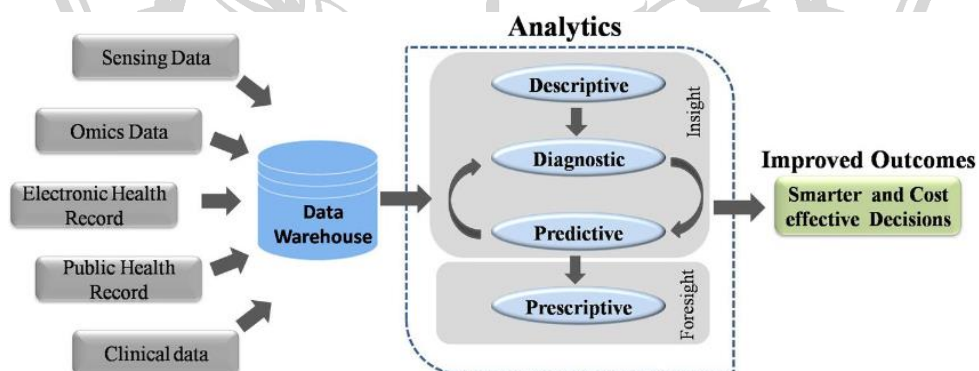 Analytics
Sensing Data
Omics Data
Electronic Health
Record
Public Health
Record
Clinical data
Data
Warehouse
Descriptive
Diagnostic
Predictive
Insight
Prescriptive
Foresight
Improved Outcomes
Smarter and Cost
effective Decisions